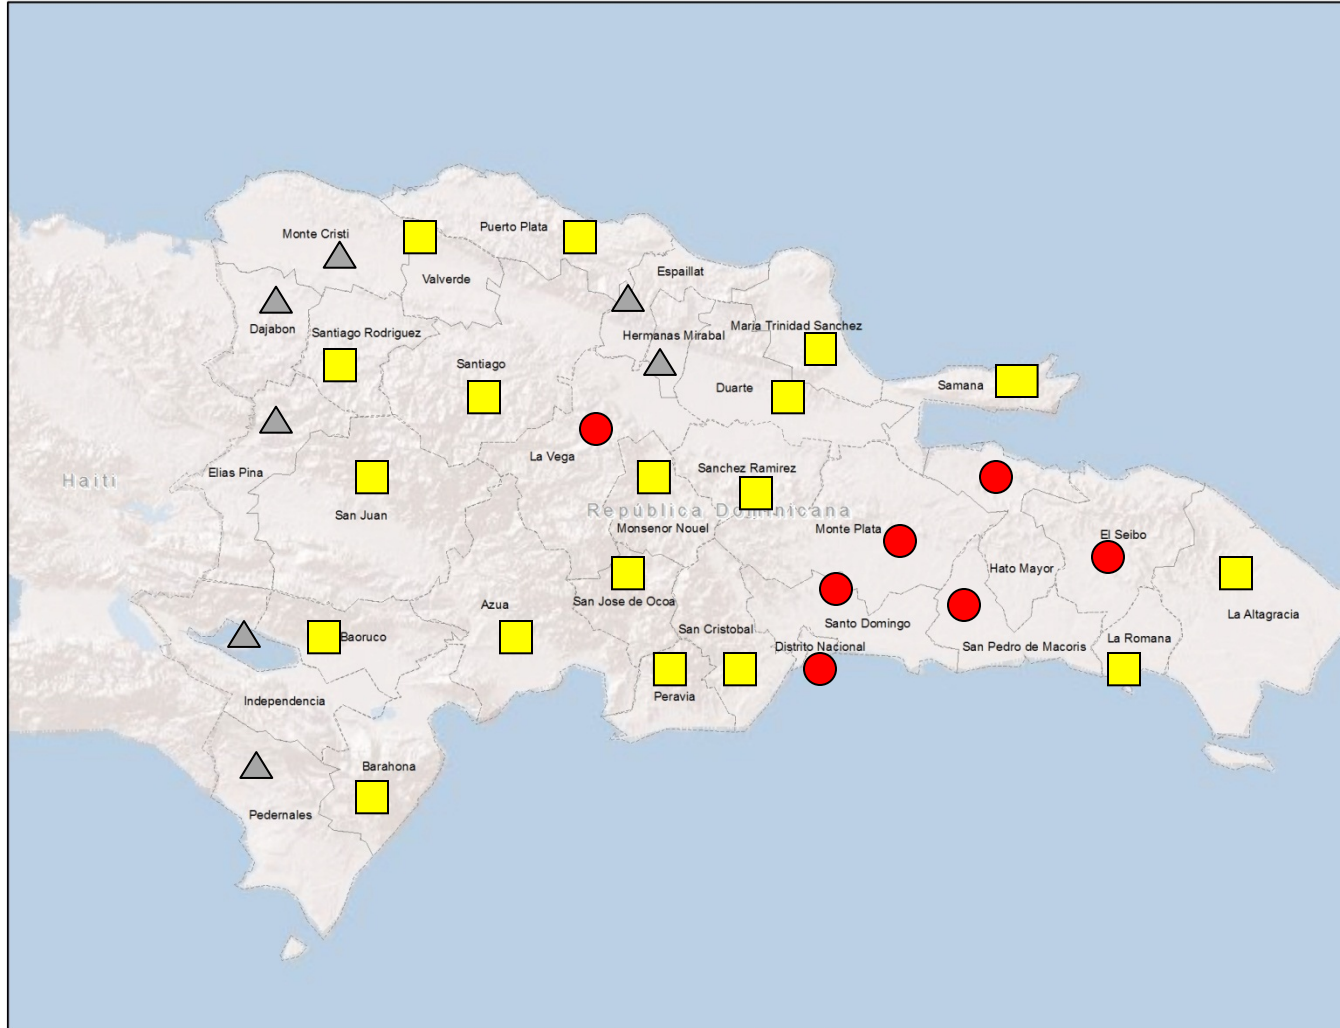 Puerto Plata
Monte Cristi
Espaillat
Valverde
Dajabon
Santiago Rodriguez
Maria Trinidad Sanchez
Hermanas Mirabal
Santiago
Duarte
Samana
La Vega
Sanchez Ramirez
Elias Pina
Haiti
República Dominicana
San Juan
Monsenor Nouel
Monte Plata
El Seibo
Hato Mayor
San Jose de Ocoa
Azua
La Altagracia
Santo Domingo
San Cristobal
Baoruco
La Romana
Distrito Nacional
San Pedro de Macoris
Peravia
Independencia
Barahona
Pedernales